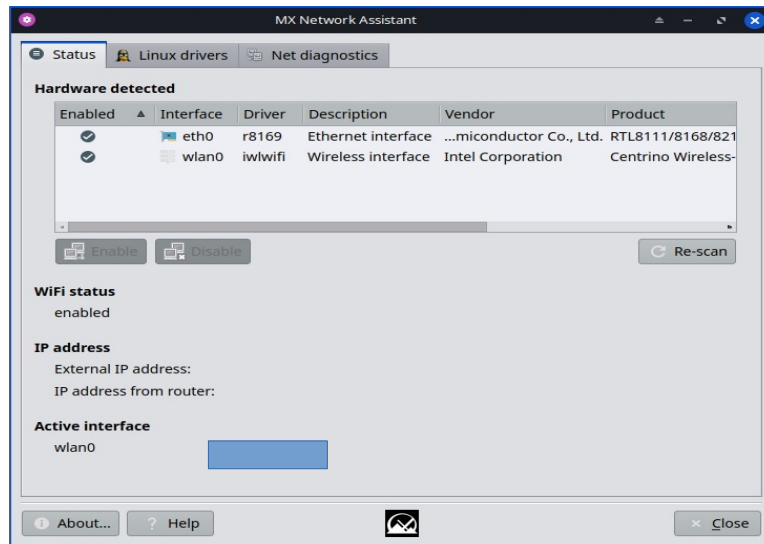 MX Network Assistant
Status Linux drivers Net diagnostics
Hardware detected
Enabled Interface Driver Description Vendor Product
eth0 r8169 Ethernet interface ...miconductor Co., Ltd. RTL8111/8168/821
wlan0 iwlwifi Wireless interface Intel Corporation Centrino Wireless-
Enable Disable Re-scan
WiFi status
enabled
IP address
External IP address:
IP address from router:
Active interface
wlan0
About... Help Close